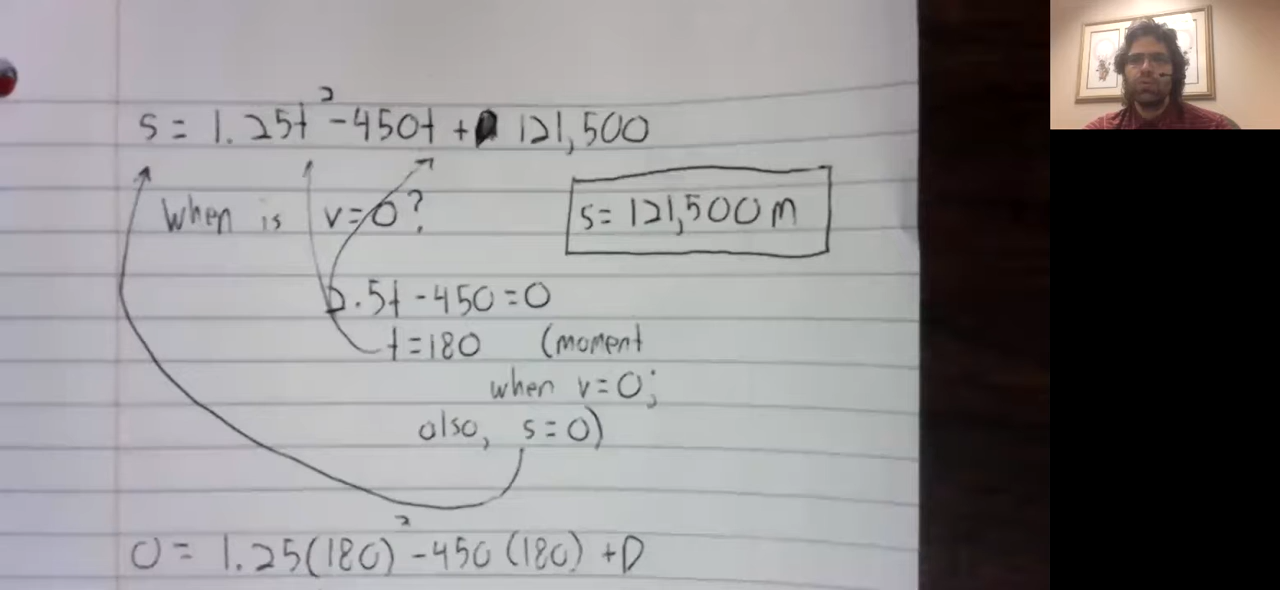 s = 1.25t² - 450t + 121,500
When is v = 0?
s = 121,500 m
2.5t - 450 = 0
t = 180 (moment
when v = 0;
also, s = 0)
0 = 1.25(180)² - 450(180) + D